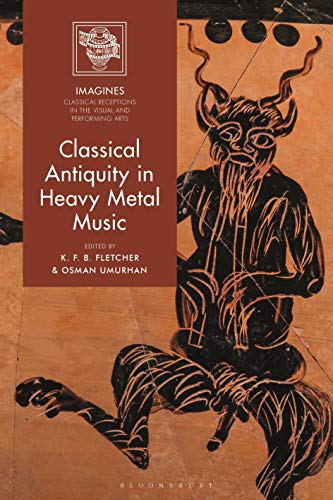 IMAGINES
CLASSICAL RECEPTIONS
IN THE VISUAL AND
PERFORMING ARTS
Classical
Antiquity in
Heavy Metal
Music
EDITED BY
K. F. B. FLETCHER
& OSMAN UMURHAN
BLOOMSBURY